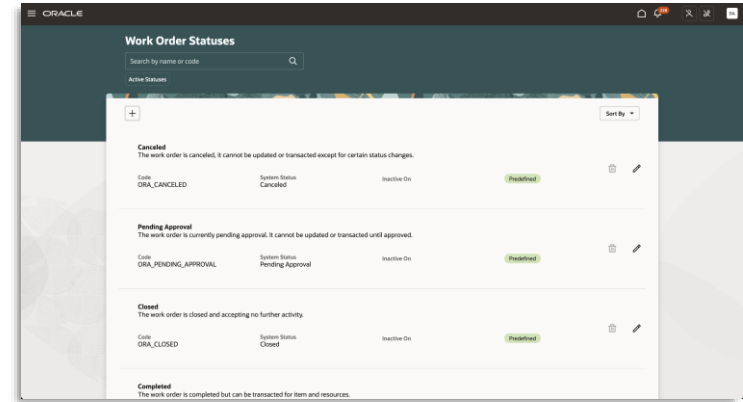 ORACLE
228
PA
Work Order Statuses
Search by name or code
Active Statuses
Sort By
Canceled
The work order is canceled, it cannot be updated or transacted except for certain status changes.
Code System Status Inactive On Predefined
ORA_CANCELED Canceled
Pending Approval
The work order is currently pending approval. It cannot be updated or transacted until approved.
Code System Status Inactive On Predefined
ORA_PENDING_APPROVAL Pending Approval
Closed
The work order is closed and accepting no further activity.
Code System Status Inactive On Predefined
ORA_CLOSED Closed
Completed
The work order is completed but can be transacted for item and resources.